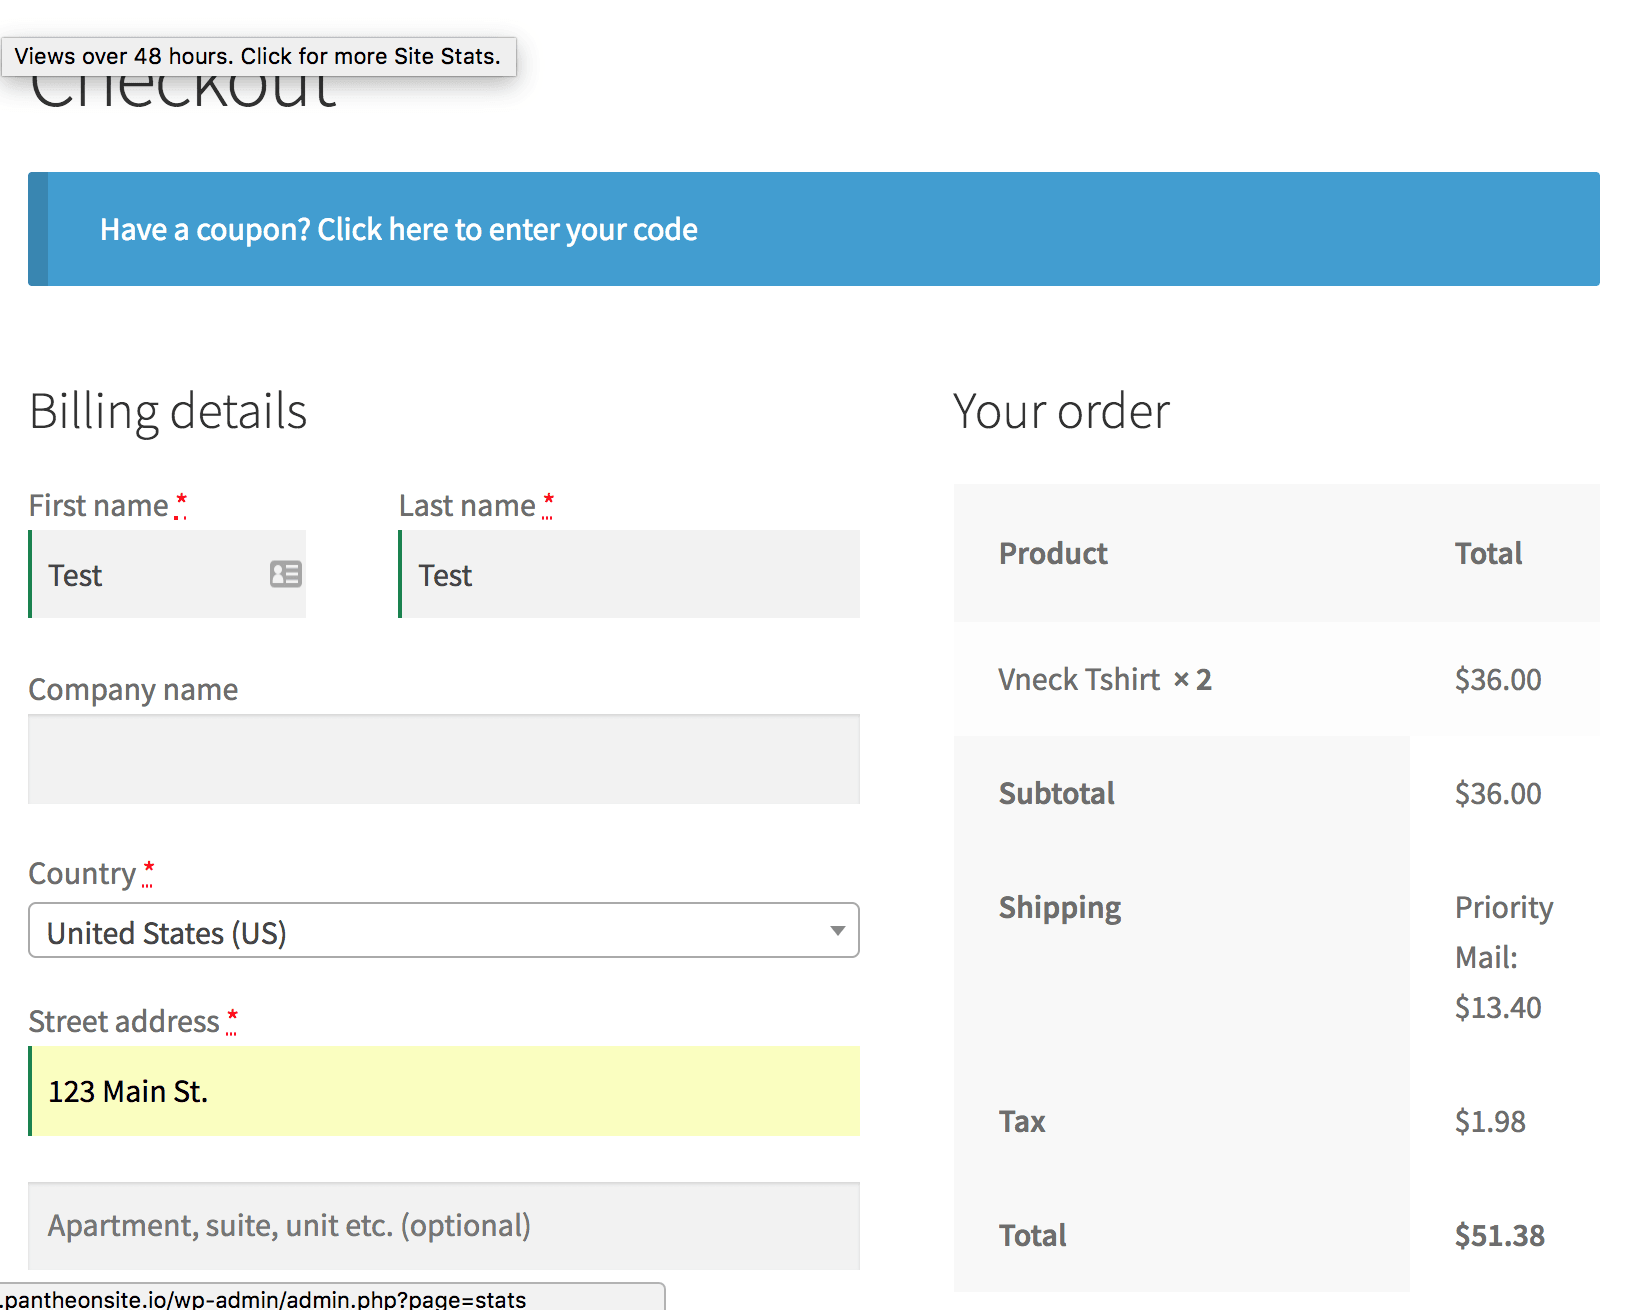 Views over 48 hours. Click for more Site Stats.
Checkout
Have a coupon? Click here to enter your code
Billing details
First name *
Last name *
Test
Test
Company name
Country *
United States (US)
Street address *
123 Main St.
Apartment, suite, unit etc. (optional)
Your order
Product Total
Vneck Tshirt × 2 $36.00
Subtotal $36.00
Shipping Priority
Mail:
$13.40
Tax $1.98
Total $51.38
.pantheonsite.io/wp-admin/admin.php?page=stats